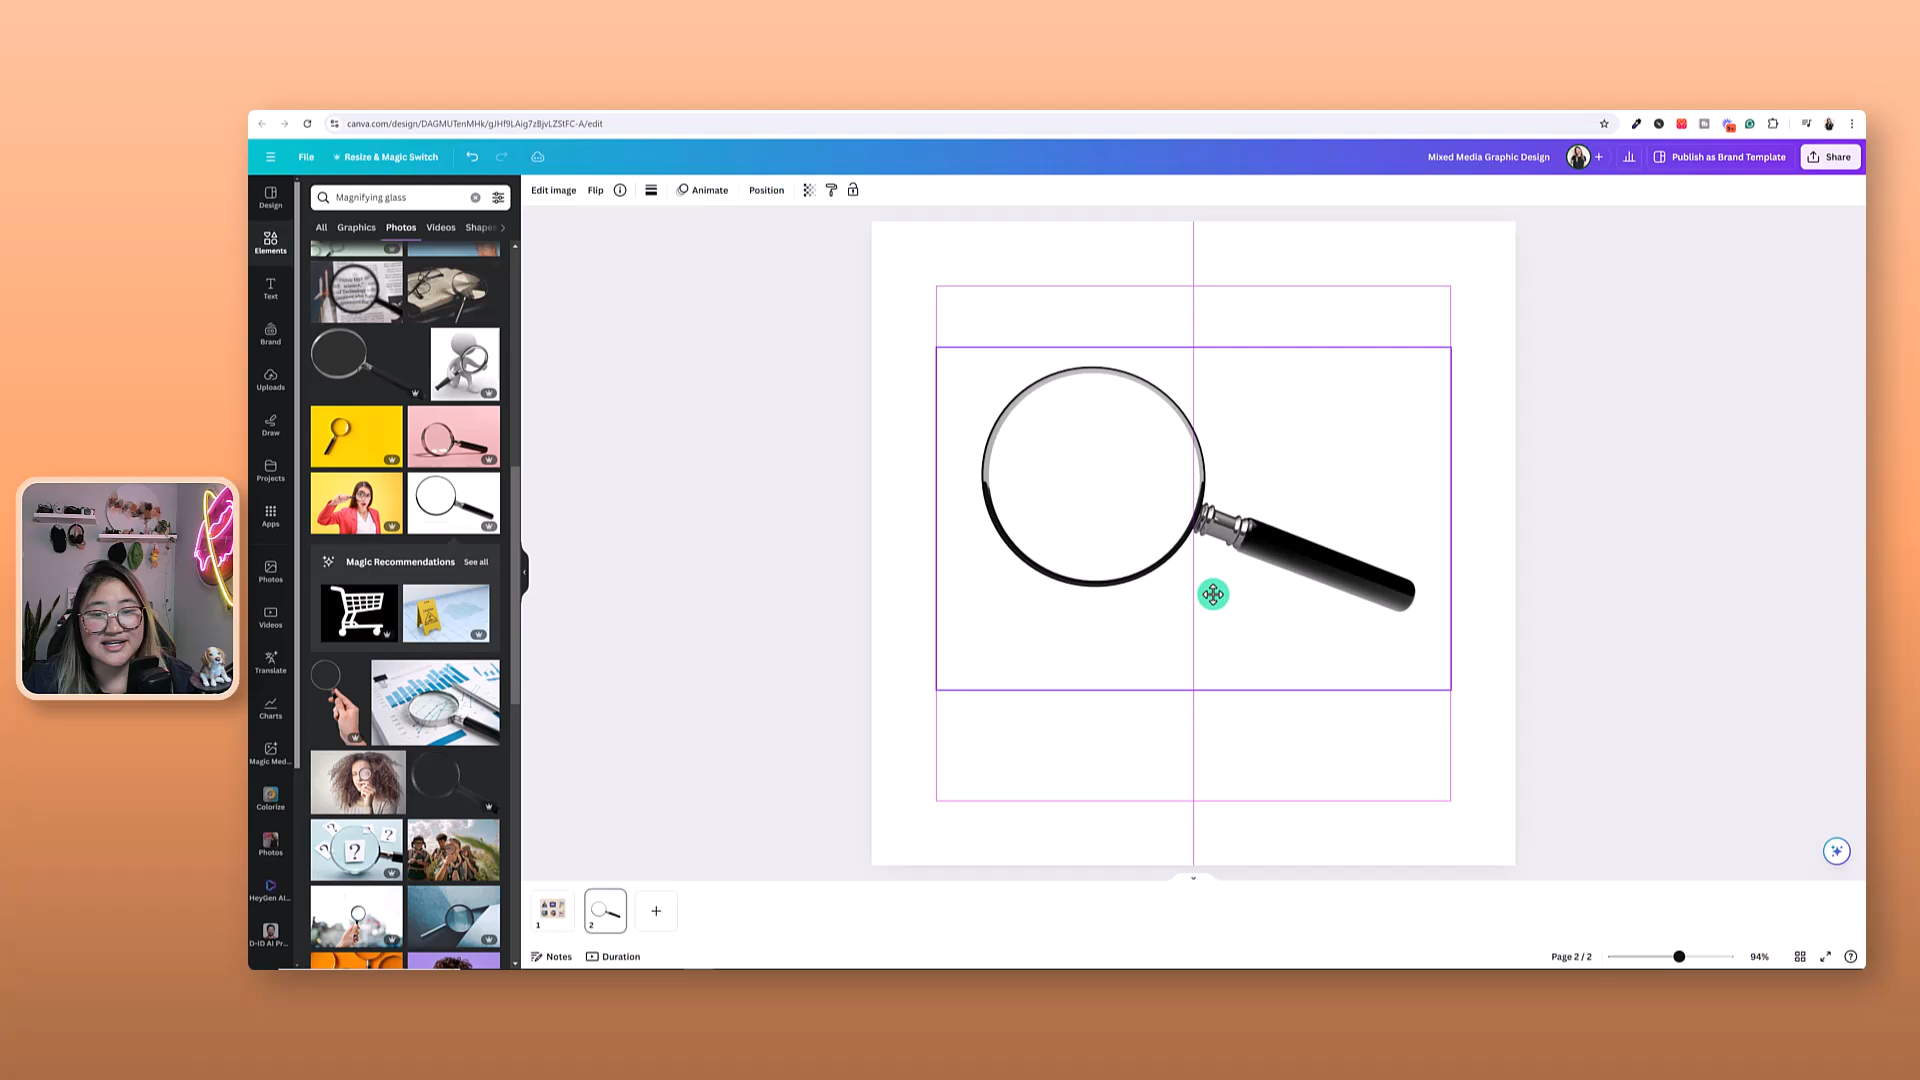 canva.com/design/DAGMUTenMHk/gJHf9LAig7zBjvLZStFC-A/edit
File
Resize & Magic Switch
Mixed Media Graphic Design
Publish as Brand Template
Share
Design
Elements
Text
Brand
Uploads
Draw
Projects
Apps
Photos
Videos
Translate
Charts
Magic Med...
Colorize
Photos
HeyGen AI...
D-ID AI Pr...
Magnifying glass
All
Graphics
Photos
Videos
Shapes
Magic Recommendations
See all
Edit image
Flip
Animate
Position
1
2
Notes
Duration
Page 2 / 2
94%